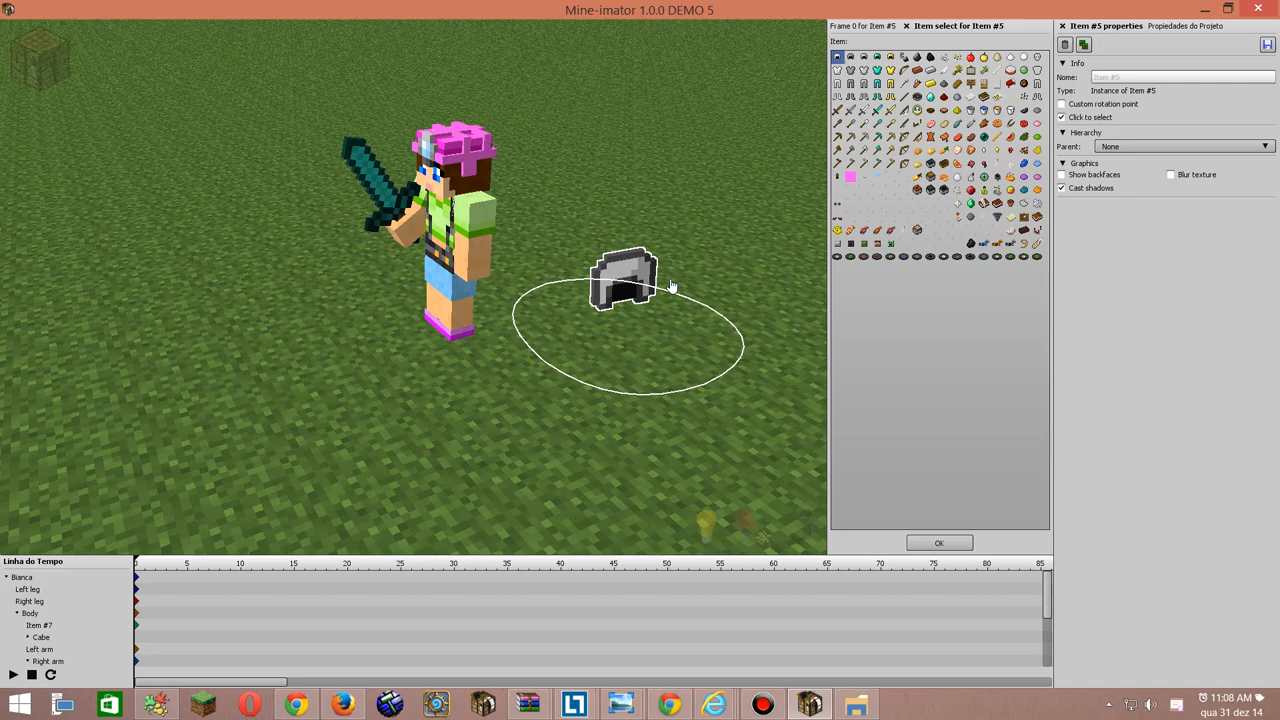 Mine-imator 1.0.0 DEMO 5
Frame 0 for Item #5
Item select for Item #5
Item:
OK
Item #5 properties
Propiedades do Projeto
Info
Name:
Item #5
Type:
Instance of Item #5
Custom rotation point
Click to select
Hierarchy
Parent:
None
Graphics
Show backfaces
Blur texture
Cast shadows
Linha do Tempo
0 5 10 15 20 25 30 35 40 45 50 55 60 65 70 75 80 85
Bianca
Left leg
Right leg
Body
Item #7
Cabe
Left arm
Right arm
11:08 AM
qua 31 dez 14